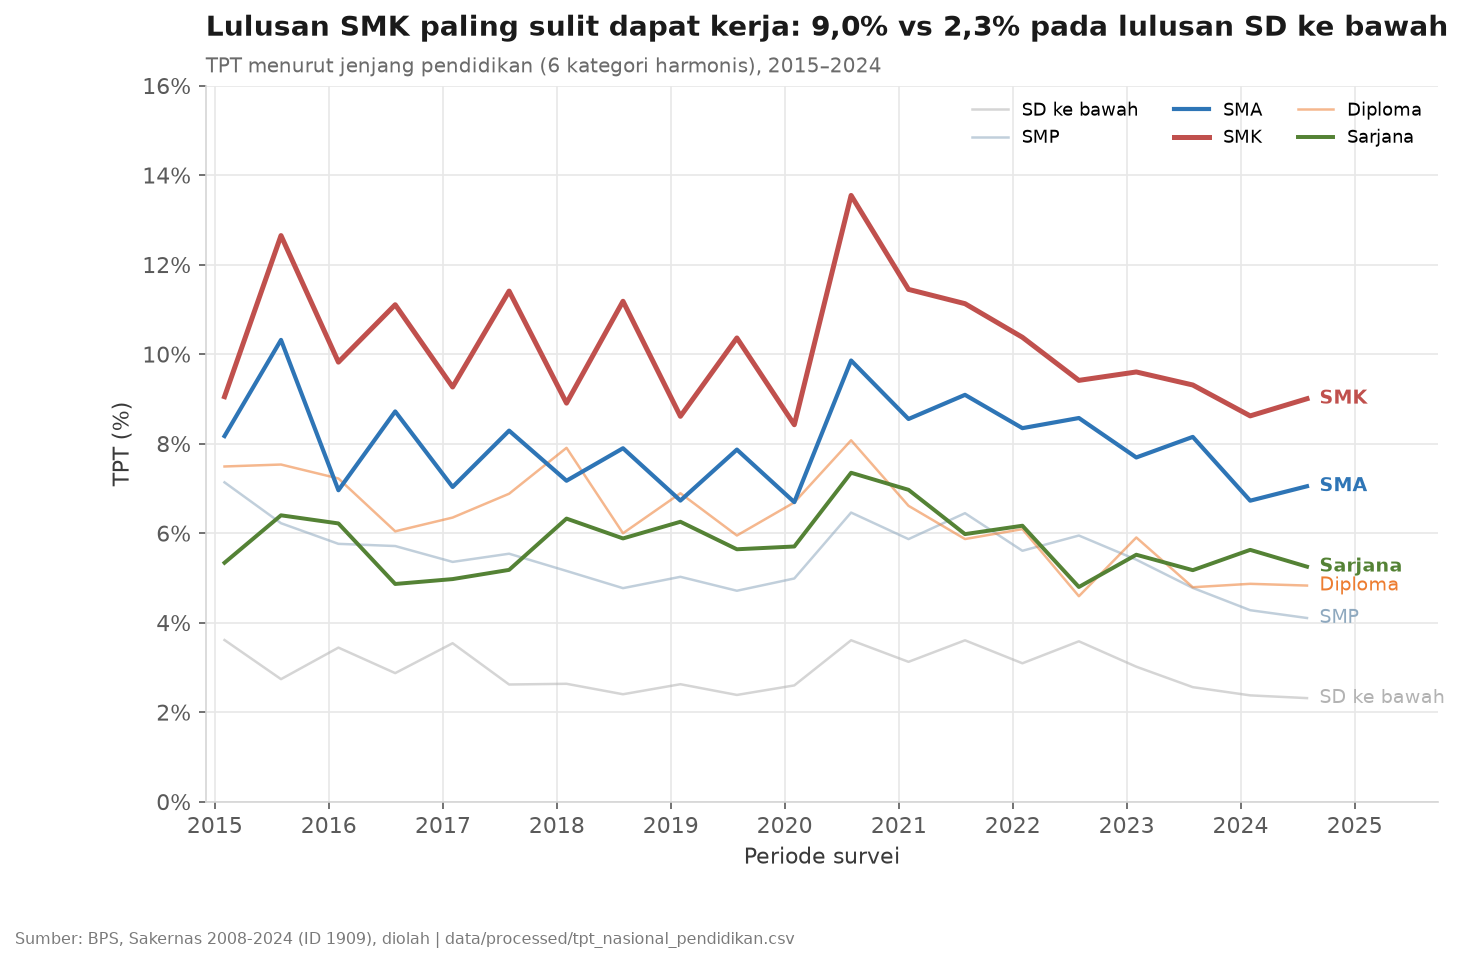 Lulusan SMK paling sulit dapat kerja: 9,0% vs 2,3% pada lulusan SD ke bawah
TPT menurut jenjang pendidikan (6 kategori harmonis), 2015–2024
SD ke bawah
SMP
SMA
SMK
Diploma
Sarjana
TPT (%)
16%
14%
12%
10%
8%
6%
4%
2%
0%
SMK
SMA
Sarjana
Diploma
SMP
SD ke bawah
2015 2016 2017 2018 2019 2020 2021 2022 2023 2024 2025
Periode survei
Sumber: BPS, Sakernas 2008-2024 (ID 1909), diolah | data/processed/tpt_nasional_pendidikan.csv